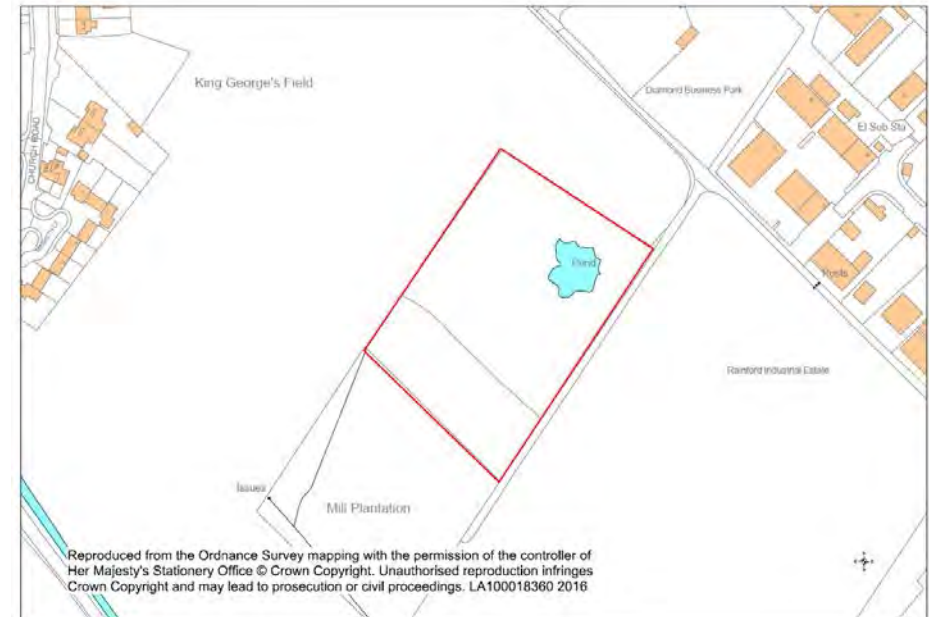 King George's Field
Diamond Business Park
El Sub Sta
CHURCH ROAD
Pond
Posts
Rainford Industrial Estate
Issues
Mill Plantation
Reproduced from the Ordnance Survey mapping with the permission of the controller of
Her Majesty's Stationery Office © Crown Copyright. Unauthorised reproduction infringes
Crown Copyright and may lead to prosecution or civil proceedings. LA100018360 2016